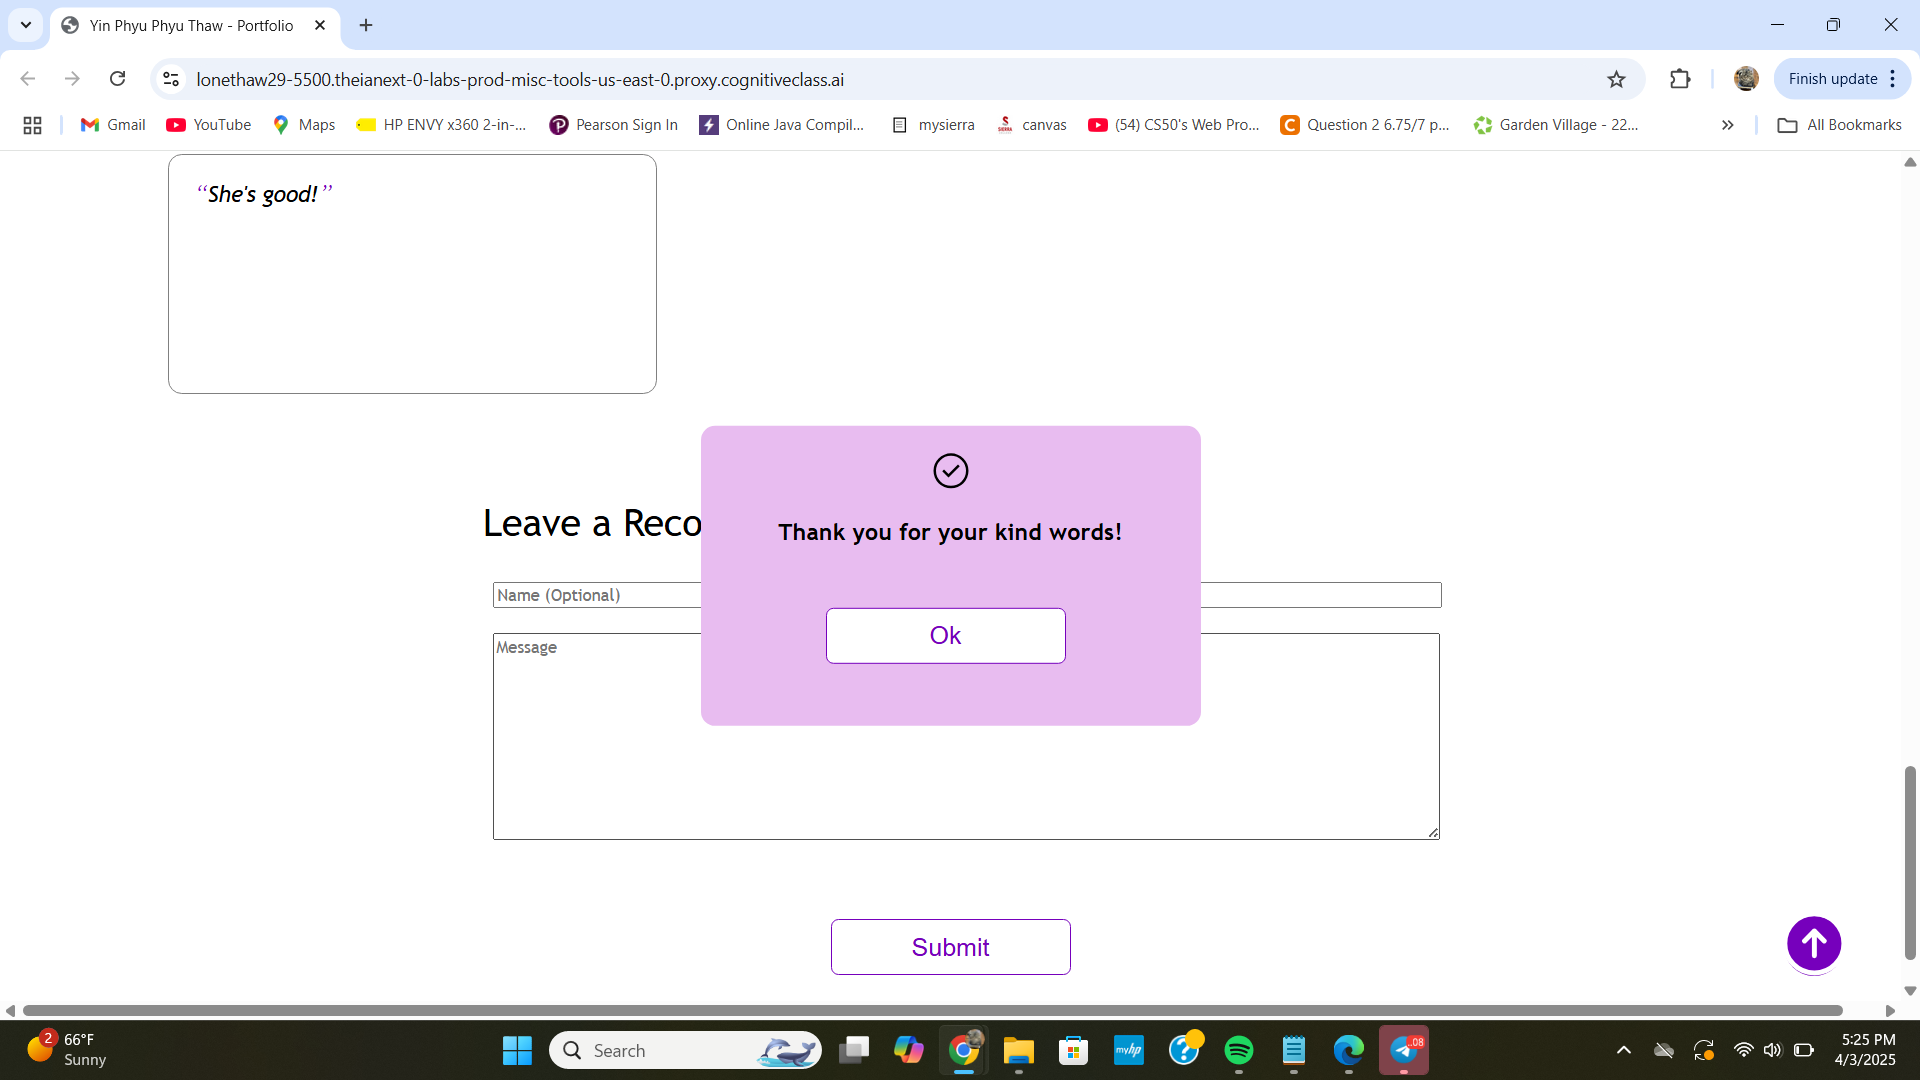 Yin Phyu Phyu Thaw - Portfolio
lonethaw29-5500.theianext-0-labs-prod-misc-tools-us-east-0.proxy.cognitiveclass.ai
Finish update
Gmail
YouTube
Maps
HP ENVY x360 2-in-...
Pearson Sign In
Online Java Compil...
SIERRA
mysierra
canvas
(54) CS50's Web Pro...
Question 2 6.75/7 p...
Garden Village - 22...
All Bookmarks
“She's good! ”
Thank you for your kind words!
Leave a Reco
Name (Optional)
Ok
Message
Submit
2
66°F
Sunny
Search
myhp
.08
5:25 PM
4/3/2025